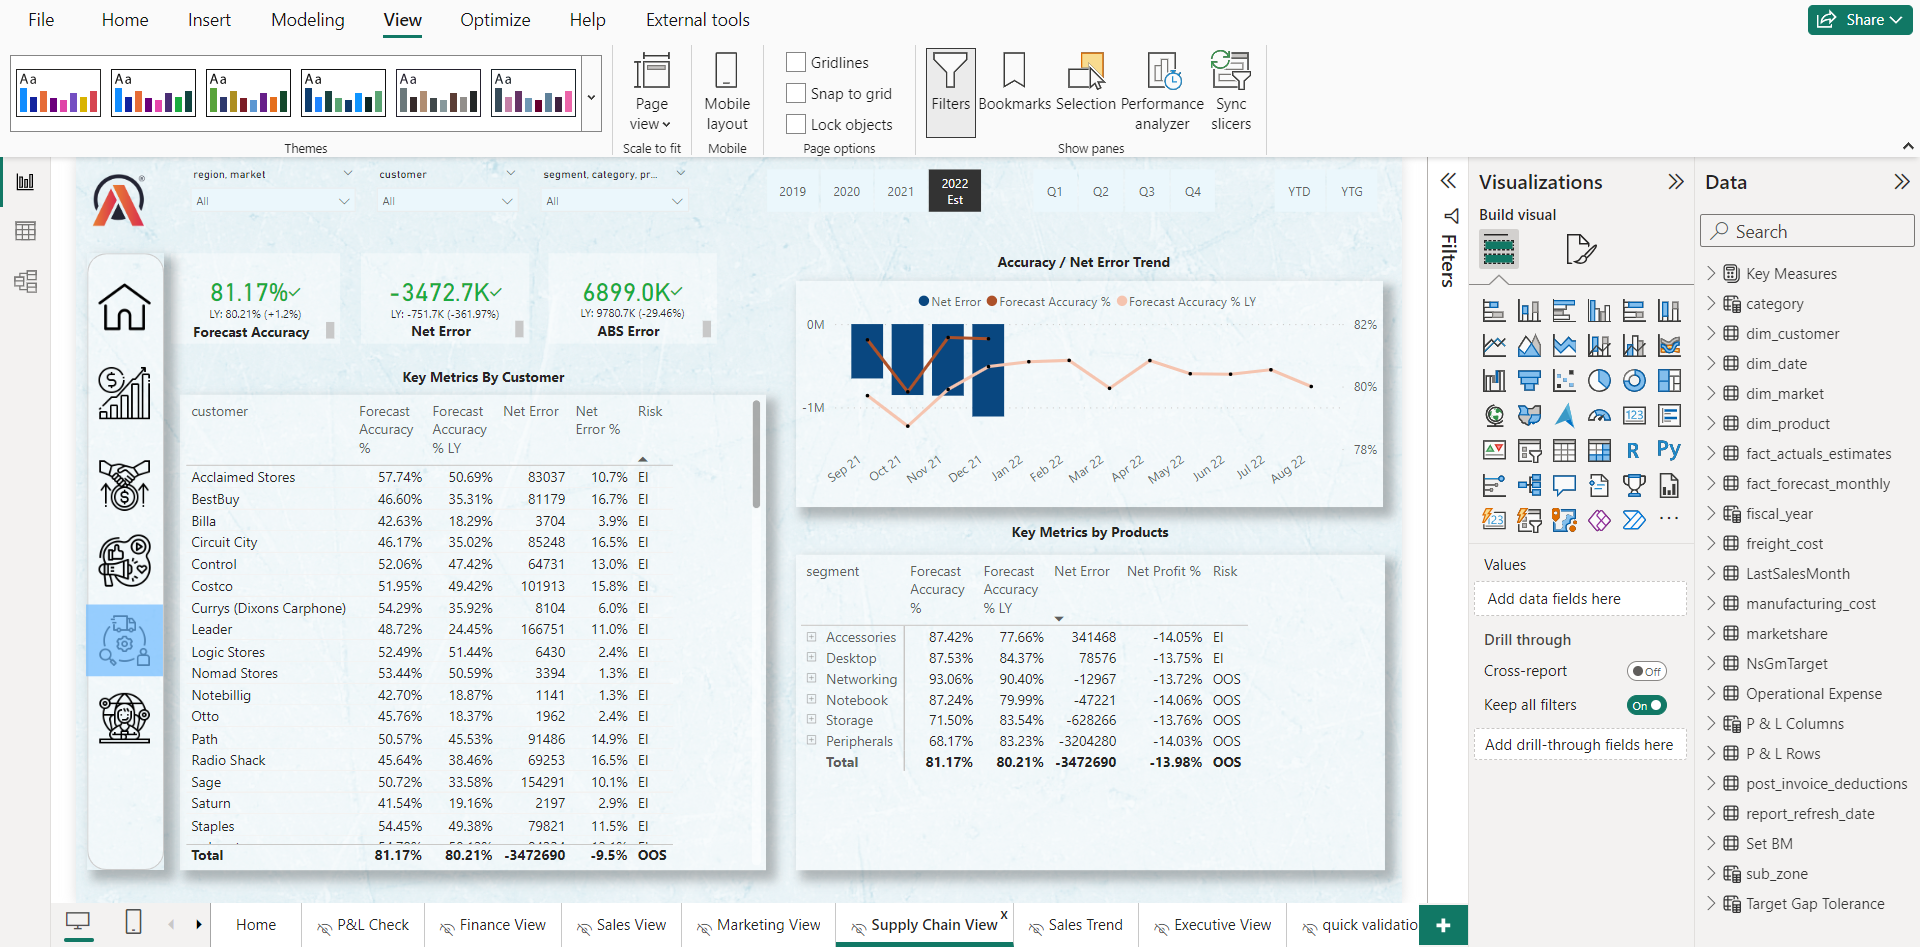 File Home Insert Modeling View Optimize Help External tools
Share
Aa Aa Aa Aa Aa Aa
Themes
Page view
Scale to fit
Mobile layout
Mobile
Gridlines
Snap to grid
Lock objects
Page options
Filters
Bookmarks
Selection
Performance analyzer
Sync slicers
Show panes
region, market
All
customer
All
segment, category, pr...
All
2019 2020 2021 2022 Est
Q1 Q2 Q3 Q4
YTD YTG
81.17%
LY: 80.21% (+1.2%)
Forecast Accuracy
-3472.7K
LY: -751.7K (-361.97%)
Net Error
6899.0K
LY: 9780.7K (-29.46%)
ABS Error
Key Metrics By Customer
customer Forecast Accuracy % Forecast Accuracy % LY Net Error Net Error % Risk
Acclaimed Stores 57.74% 50.69% 83037 10.7% EI
BestBuy 46.60% 35.31% 81179 16.7% EI
Billa 42.63% 18.29% 3704 3.9% EI
Circuit City 46.17% 35.02% 85248 16.5% EI
Control 52.06% 47.42% 64731 13.0% EI
Costco 51.95% 49.42% 101913 15.8% EI
Currys (Dixons Carphone) 54.29% 35.92% 8104 6.0% EI
Leader 48.72% 24.45% 166751 11.0% EI
Logic Stores 52.49% 51.44% 6430 2.4% EI
Nomad Stores 53.44% 50.59% 3394 1.3% EI
Notebillig 42.70% 18.87% 1141 1.3% EI
Otto 45.76% 18.37% 1962 2.4% EI
Path 50.57% 45.53% 91486 14.9% EI
Radio Shack 45.64% 38.46% 69253 16.5% EI
Sage 50.72% 33.58% 154291 10.1% EI
Saturn 41.54% 19.16% 2197 2.9% EI
Staples 54.45% 49.38% 79821 11.5% EI
Total 81.17% 80.21% -3472690 -9.5% OOS
Accuracy / Net Error Trend
Net Error Forecast Accuracy % Forecast Accuracy % LY
0M
-1M
82%
80%
78%
Sep 21 Oct 21 Nov 21 Dec 21 Jan 22 Feb 22 Mar 22 Apr 22 May 22 Jun 22 Jul 22 Aug 22
Key Metrics by Products
segment Forecast Accuracy % Forecast Accuracy % LY Net Error Net Profit % Risk
Accessories 87.42% 77.66% 341468 -14.05% EI
Desktop 87.53% 84.37% 78576 -13.75% EI
Networking 93.06% 90.40% -12967 -13.72% OOS
Notebook 87.24% 79.99% -47221 -14.06% OOS
Storage 71.50% 83.54% -628266 -13.76% OOS
Peripherals 68.17% 83.23% -3204280 -14.03% OOS
Total 81.17% 80.21% -3472690 -13.98% OOS
Filters
Visualizations
Build visual
123
R Py
123
Values
Add data fields here
Drill through
Cross-report Off
Keep all filters On
Add drill-through fields here
Data
Search
Key Measures
category
dim_customer
dim_date
dim_market
dim_product
fact_actuals_estimates
fact_forecast_monthly
fiscal_year
freight_cost
LastSalesMonth
manufacturing_cost
marketshare
NsGmTarget
Operational Expense
P & L Columns
P & L Rows
post_invoice_deductions
report_refresh_date
Set BM
sub_zone
Target Gap Tolerance
Home P&L Check Finance View Sales View Marketing View Supply Chain View x Sales Trend Executive View quick validatio